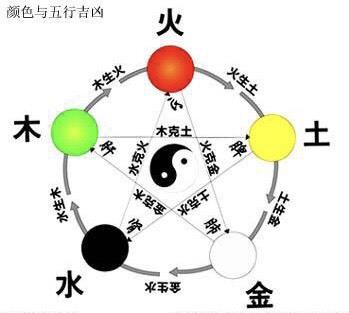 颜色与五行吉凶
火
木生火
火生土
心
木
土
木克土
肝
脾
水克火
火克金
水生木
土生金
金克木
土克水
肾
肺
水
金
金生水